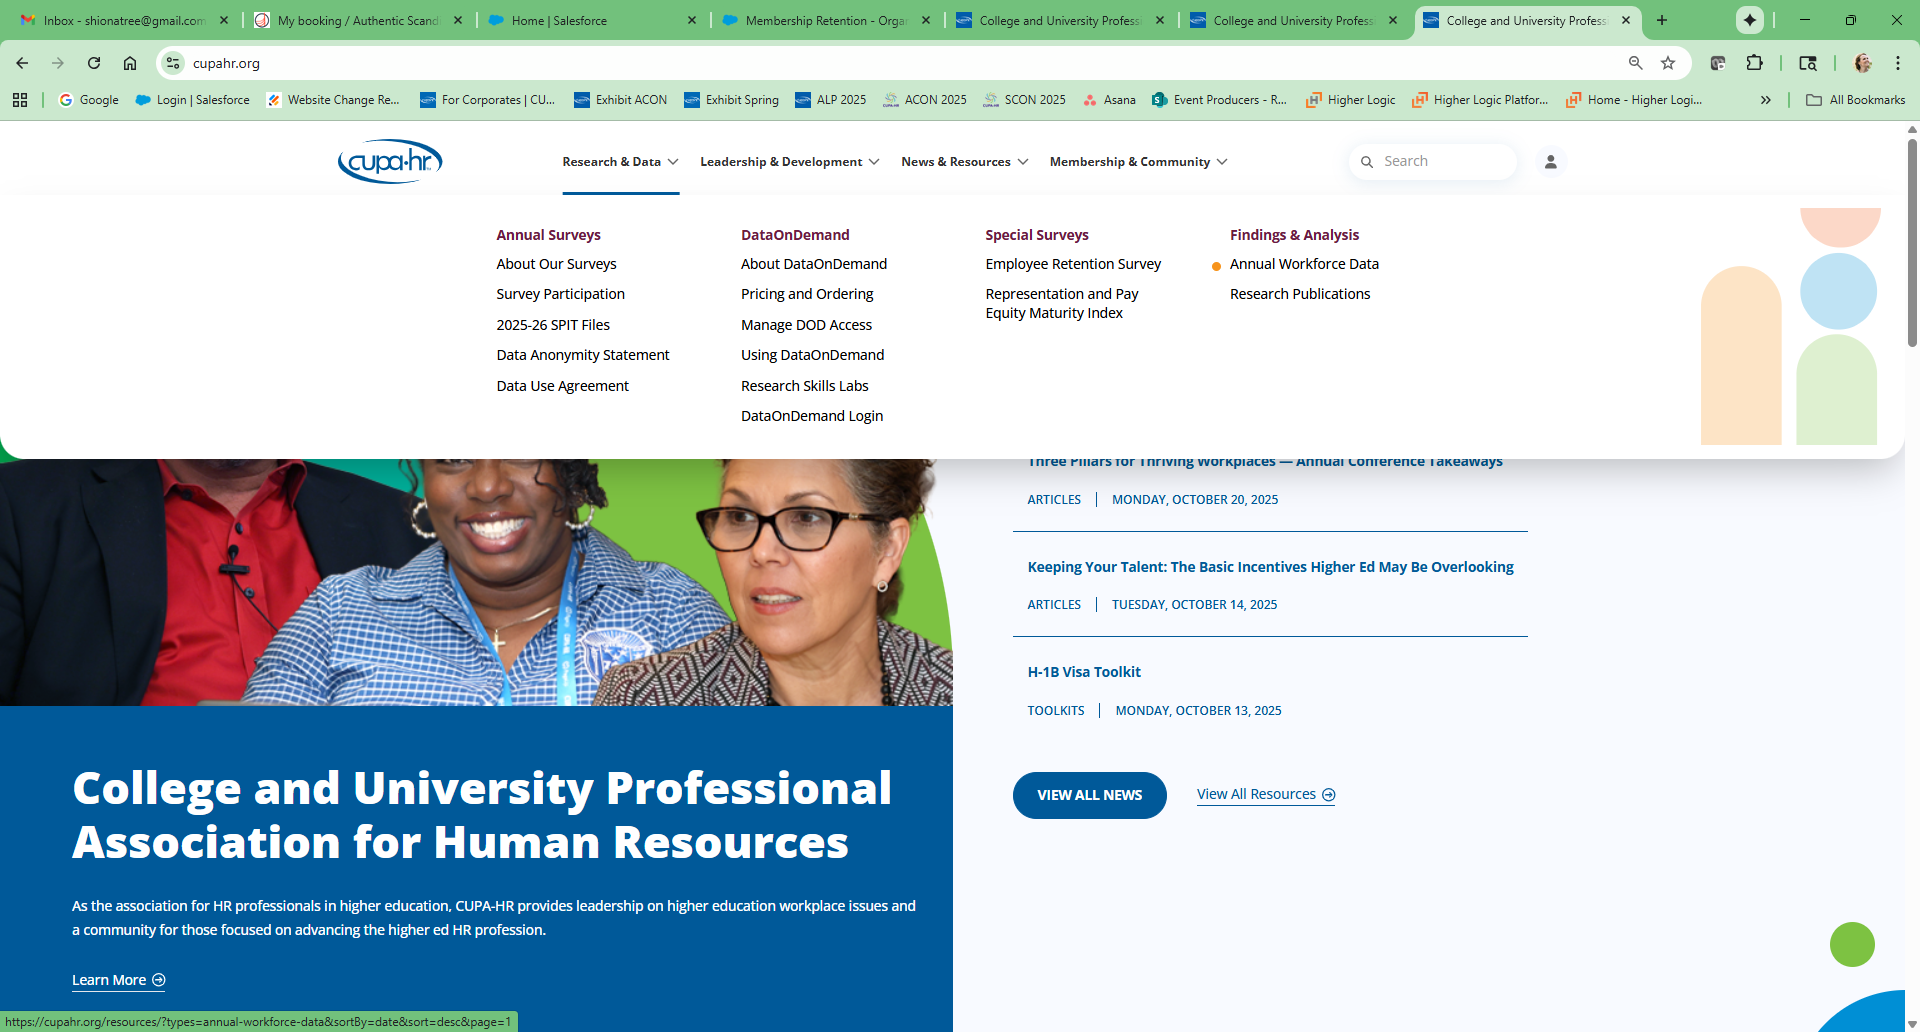 Inbox - shionatree@gmail.com
My booking / Authentic Scandi
Home | Salesforce
Membership Retention - Organ
College and University Professi
College and University Professi
College and University Profess
cupahr.org
Google
Login | Salesforce
Website Change Re...
For Corporates | CU...
Exhibit ACON
Exhibit Spring
ALP 2025
ACON 2025
SCON 2025
Asana
Event Producers - R...
Higher Logic
Higher Logic Platfor...
Home - Higher Logi...
All Bookmarks
cupa-hr
Research & Data
Leadership & Development
News & Resources
Membership & Community
Search
Annual Surveys
About Our Surveys
Survey Participation
2025-26 SPIT Files
Data Anonymity Statement
Data Use Agreement
DataOnDemand
About DataOnDemand
Pricing and Ordering
Manage DOD Access
Using DataOnDemand
Research Skills Labs
DataOnDemand Login
Special Surveys
Employee Retention Survey
Representation and Pay
Equity Maturity Index
Findings & Analysis
Annual Workforce Data
Research Publications
Three Pillars for Thriving Workplaces — Annual Conference Takeaways
ARTICLES | MONDAY, OCTOBER 20, 2025
Keeping Your Talent: The Basic Incentives Higher Ed May Be Overlooking
ARTICLES | TUESDAY, OCTOBER 14, 2025
H-1B Visa Toolkit
TOOLKITS | MONDAY, OCTOBER 13, 2025
VIEW ALL NEWS
View All Resources
College and University Professional
Association for Human Resources
As the association for HR professionals in higher education, CUPA-HR provides leadership on higher education workplace issues and
a community for those focused on advancing the higher ed HR profession.
Learn More
https://cupahr.org/resources/?types=annual-workforce-data&sortBy=date&sort=desc&page=1